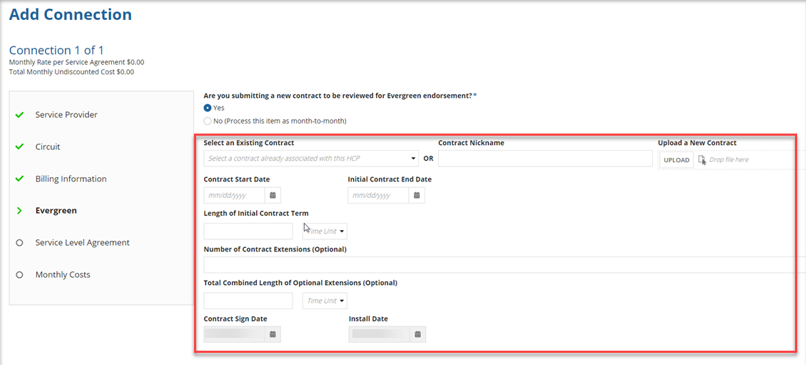 Add Connection
Connection 1 of 1
Monthly Rate per Service Agreement $0.00
Total Monthly Undiscounted Cost $0.00
Service Provider
Circuit
Billing Information
Evergreen
Service Level Agreement
Monthly Costs
Are you submitting a new contract to be reviewed for Evergreen endorsement?*
Yes
No (Process this item as month-to-month)
Select an Existing Contract Contract Nickname Upload a New Contract
Select a contract already associated with this HCP OR UPLOAD Drop file here
Contract Start Date Initial Contract End Date
mm/dd/yyyy mm/dd/yyyy
Length of Initial Contract Term
Time Unit
Number of Contract Extensions (Optional)
Total Combined Length of Optional Extensions (Optional)
Time Unit
Contract Sign Date Install Date